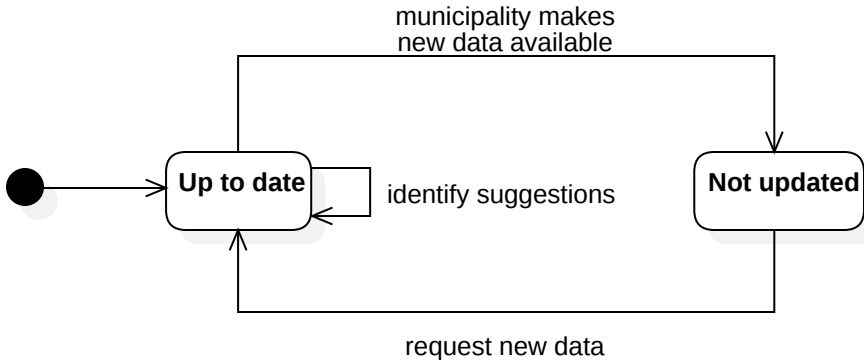 municipality makes
new data available
Up to date
identify suggestions
Not updated
request new data